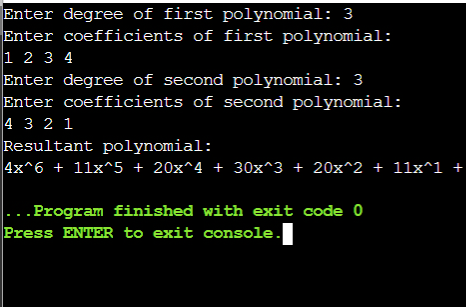 Enter degree of first polynomial: 3
Enter coefficients of first polynomial:
1 2 3 4
Enter degree of second polynomial: 3
Enter coefficients of second polynomial:
4 3 2 1
Resultant polynomial:
4x^6 + 11x^5 + 20x^4 + 30x^3 + 20x^2 + 11x^1 +
...Program finished with exit code 0
Press ENTER to exit console.